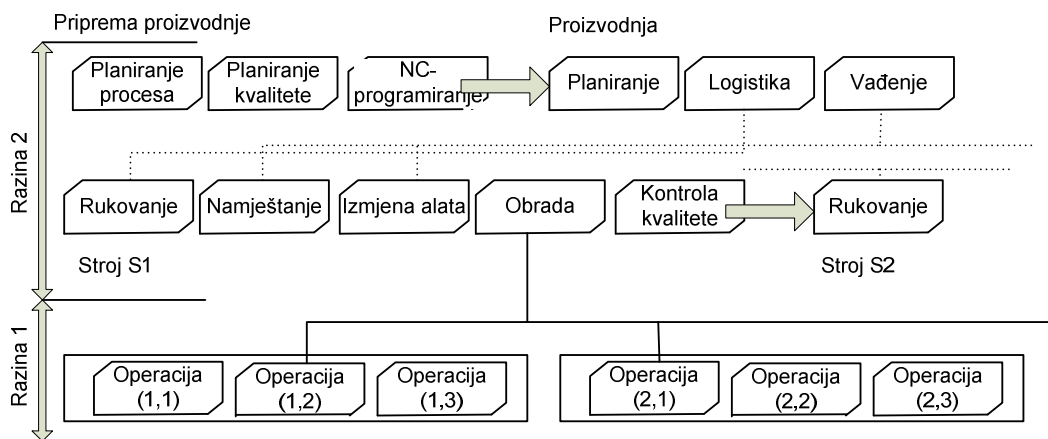 Priprema proizvodnje
Proizvodnja
Planiranje
procesa
Planiranje
kvalitete
NC-
programiranje
Planiranje
Logistika
Vađenje
Razina 2
Rukovanje
Namještanje
Izmjena alata
Obrada
Kontrola
kvalitete
Rukovanje
Stroj S1
Stroj S2
Razina 1
Operacija
(1,1)
Operacija
(1,2)
Operacija
(1,3)
Operacija
(2,1)
Operacija
(2,2)
Operacija
(2,3)